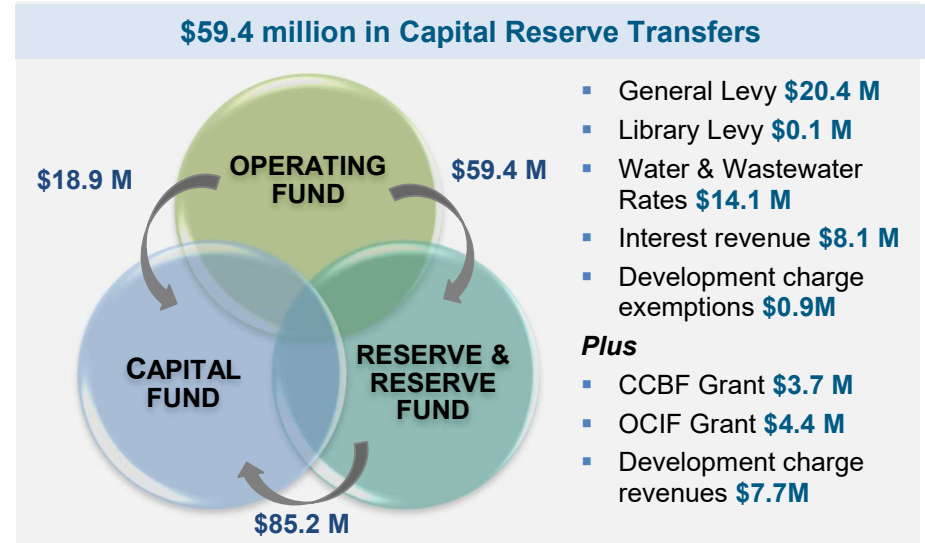 $59.4 million in Capital Reserve Transfers
$18.9 M
OPERATING
FUND
$59.4 M
CAPITAL
FUND
RESERVE &
RESERVE
FUND
$85.2 M
▪ General Levy $20.4 M
▪ Library Levy $0.1 M
▪ Water & Wastewater
Rates $14.1 M
▪ Interest revenue $8.1 M
▪ Development charge
exemptions $0.9M
Plus
▪ CCBF Grant $3.7 M
▪ OCIF Grant $4.4 M
▪ Development charge
revenues $7.7M